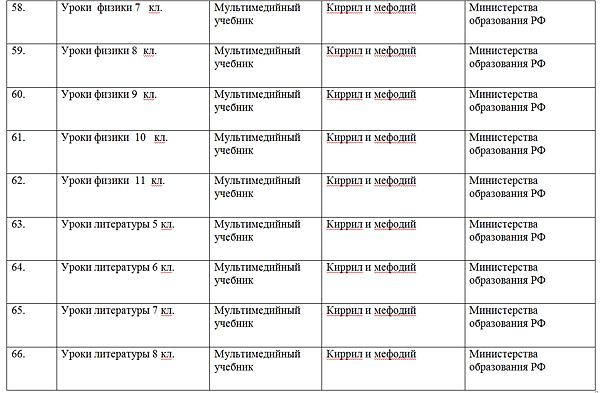 58. Уроки физики 7 кл. Мультимедийный Киррил и мефодий Министерства
учебник образования РФ
59. Уроки физики 8 кл. Мультимедийный Киррил и мефодий Министерства
учебник образования РФ
60. Уроки физики 9 кл. Мультимедийный Киррил и мефодий Министерства
учебник образования РФ
61. Уроки физики 10 кл. Мультимедийный Киррил и мефодий Министерства
учебник образования РФ
62. Уроки физики 11 кл. Мультимедийный Киррил и мефодий Министерства
учебник образования РФ
63. Уроки литературы 5 кл. Мультимедийный Киррил и мефодий Министерства
учебник образования РФ
64. Уроки литературы 6 кл. Мультимедийный Киррил и мефодий Министерства
учебник образования РФ
65. Уроки литературы 7 кл. Мультимедийный Киррил и мефодий Министерства
учебник образования РФ
66. Уроки литературы 8 кл. Мультимедийный Киррил и мефодий Министерства
учебник образования РФ